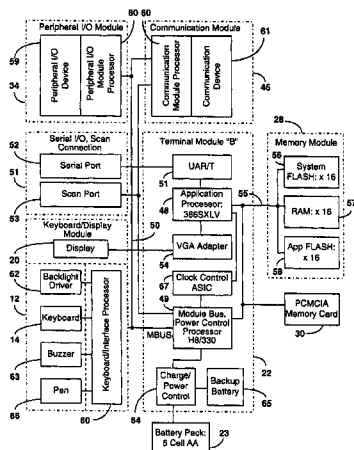 Peripheral I/O Module
60
59
Peripheral I/O Device
Peripheral I/O Module Processor
34
60
Communication Module
61
Communication Module Processor
Communication Device
46
28
Memory Module
56
System FLASH: x 16
RAM: x 16
57
App FLASH: x 16
58
Serial I/O, Scan Connection
52
Serial Port
51
Scan Port
53
50
Terminal Module "B"
UAR/T
51
55
Application Processor: 386SXLV
48
VGA Adapter
54
Clock Control ASIC
67
49
Module Bus, Power Control Processor H8/330
MBUS
22
PCMCIA Memory Card
30
Keyboard/Display Module
Display
20
62
Backlight Driver
12
Keyboard
14
Buzzer
63
Pen
66
Keyboard/Interface Processor
60
Charge/Power Control
64
Backup Battery
65
Battery Pack: 6 Cell AA
23